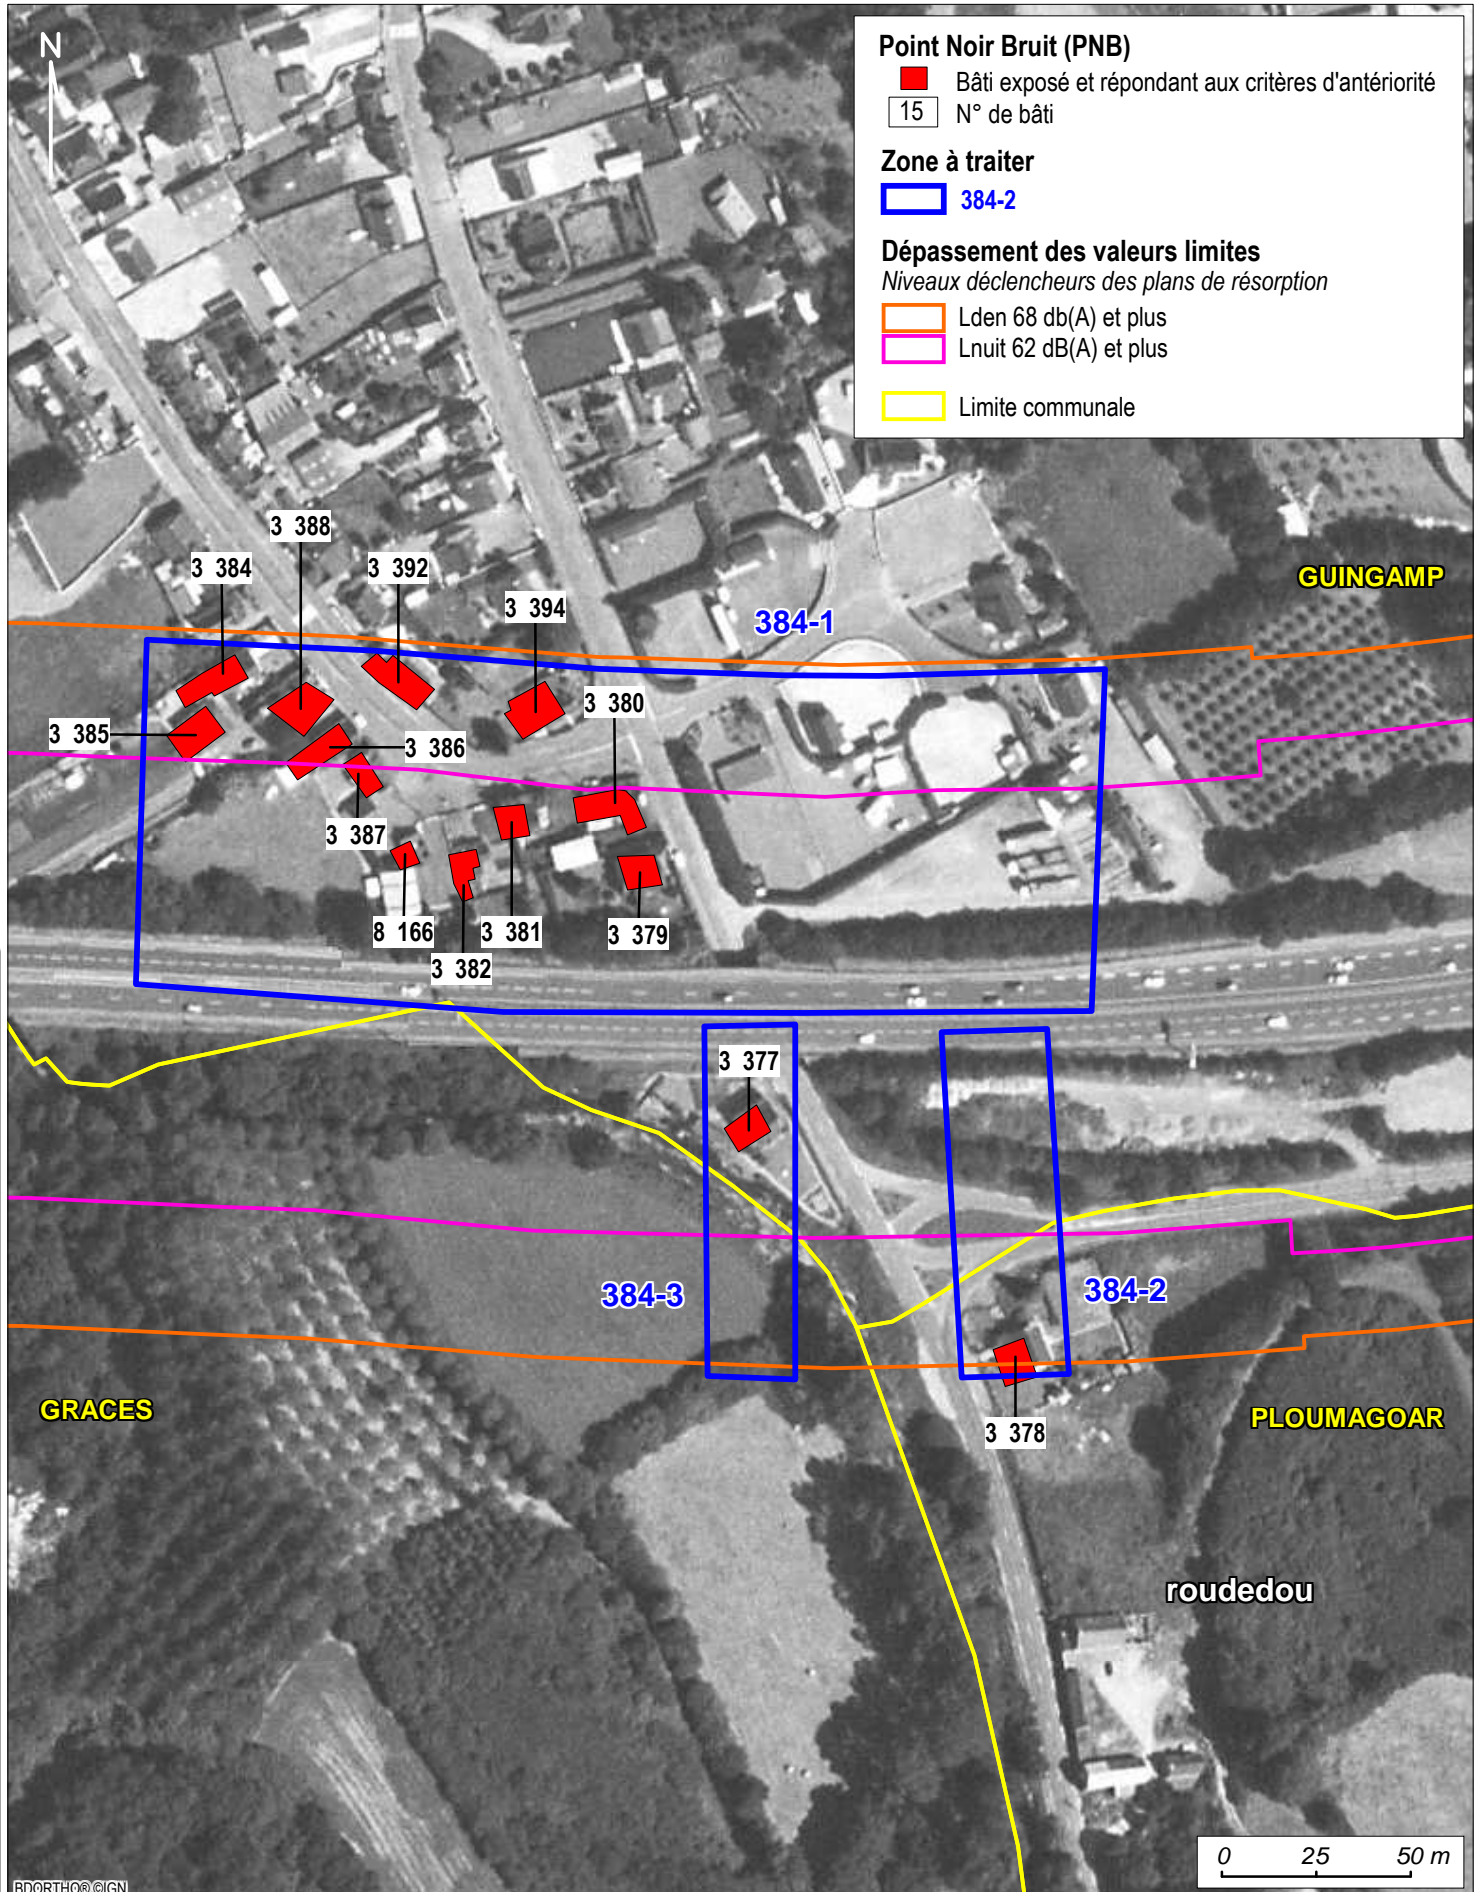 N
Point Noir Bruit (PNB)
Bâti exposé et répondant aux critères d'antériorité
15 N° de bâti
Zone à traiter
384-2
Dépassement des valeurs limites
Niveaux déclencheurs des plans de résorption
Lden 68 db(A) et plus
Lnuit 62 dB(A) et plus
Limite communale
3 388
3 384
3 392
GUINGAMP
3 394
384-1
3 380
3 385
3 386
3 387
8 166
3 381
3 379
3 382
3 377
384-3
384-2
GRACES
PLOUMAGOAR
3 378
roudedou
0 25 50 m
BDORTHO® ©IGN